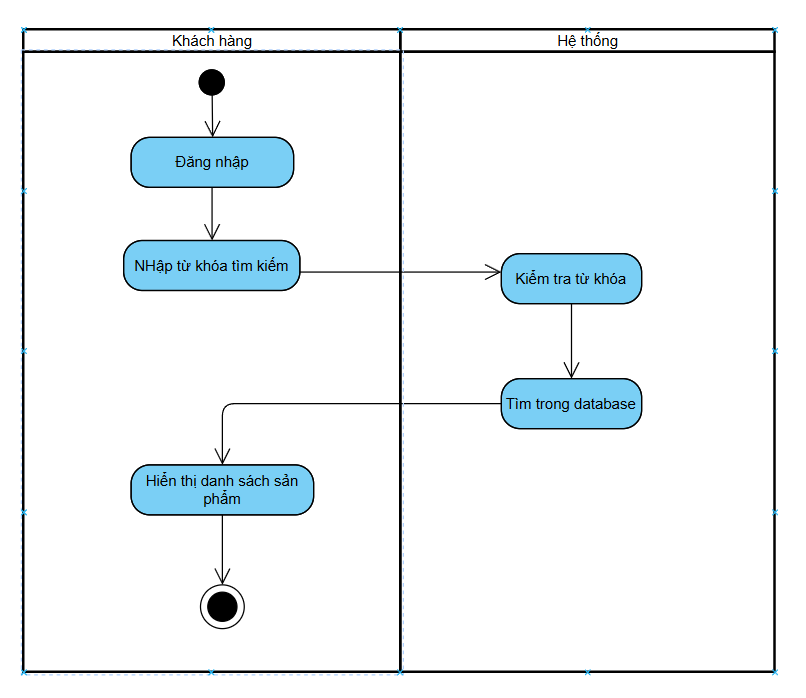 Khách hàng
Hệ thống
Đăng nhập
NHập từ khóa tìm kiếm
Kiểm tra từ khóa
Tìm trong database
Hiển thị danh sách sản
phẩm